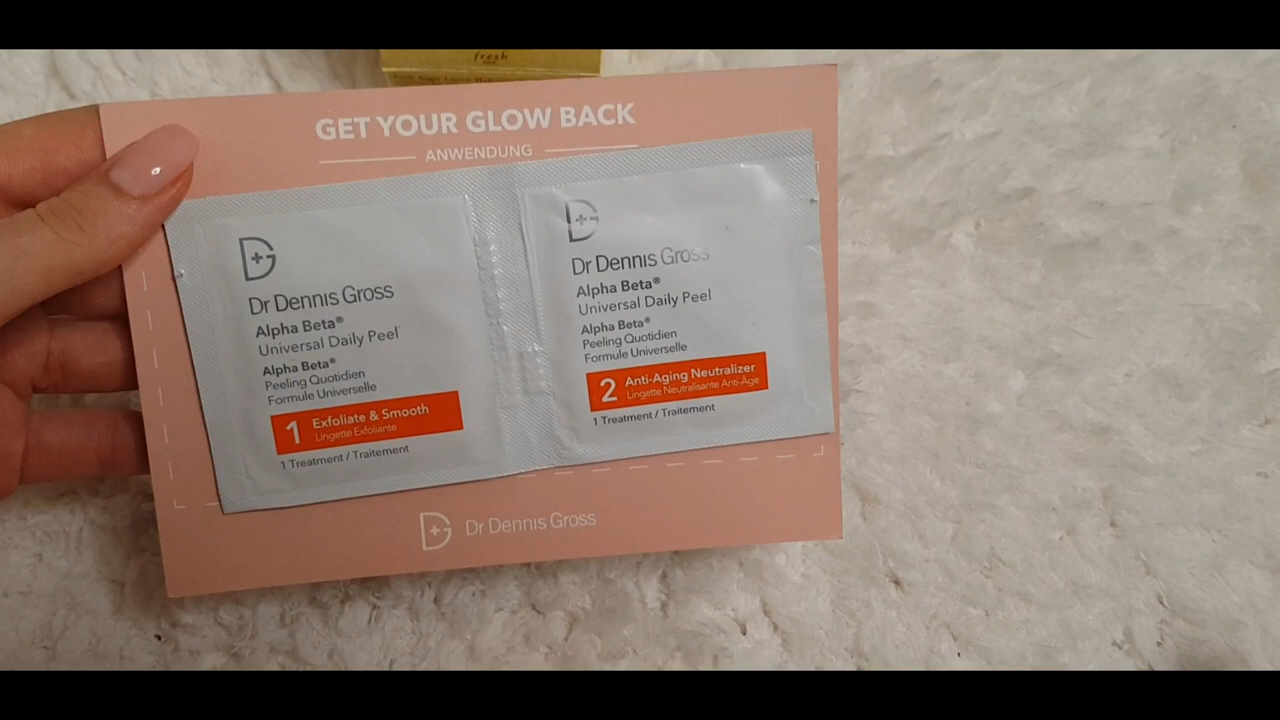 fresh
GET YOUR GLOW BACK
ANWENDUNG
Dr Dennis Gross
Alpha Beta®
Universal Daily Peel
Alpha Beta®
Peeling Quotidien
Formule Universelle
1 Exfoliate & Smooth
Lingette Exfoliante
1 Treatment / Traitement
Dr Dennis Gross
Alpha Beta®
Universal Daily Peel
Alpha Beta®
Peeling Quotidien
Formule Universelle
2 Anti-Aging Neutralizer
Lingette Neutralisante Anti-Âge
1 Treatment / Traitement
Dr Dennis Gross